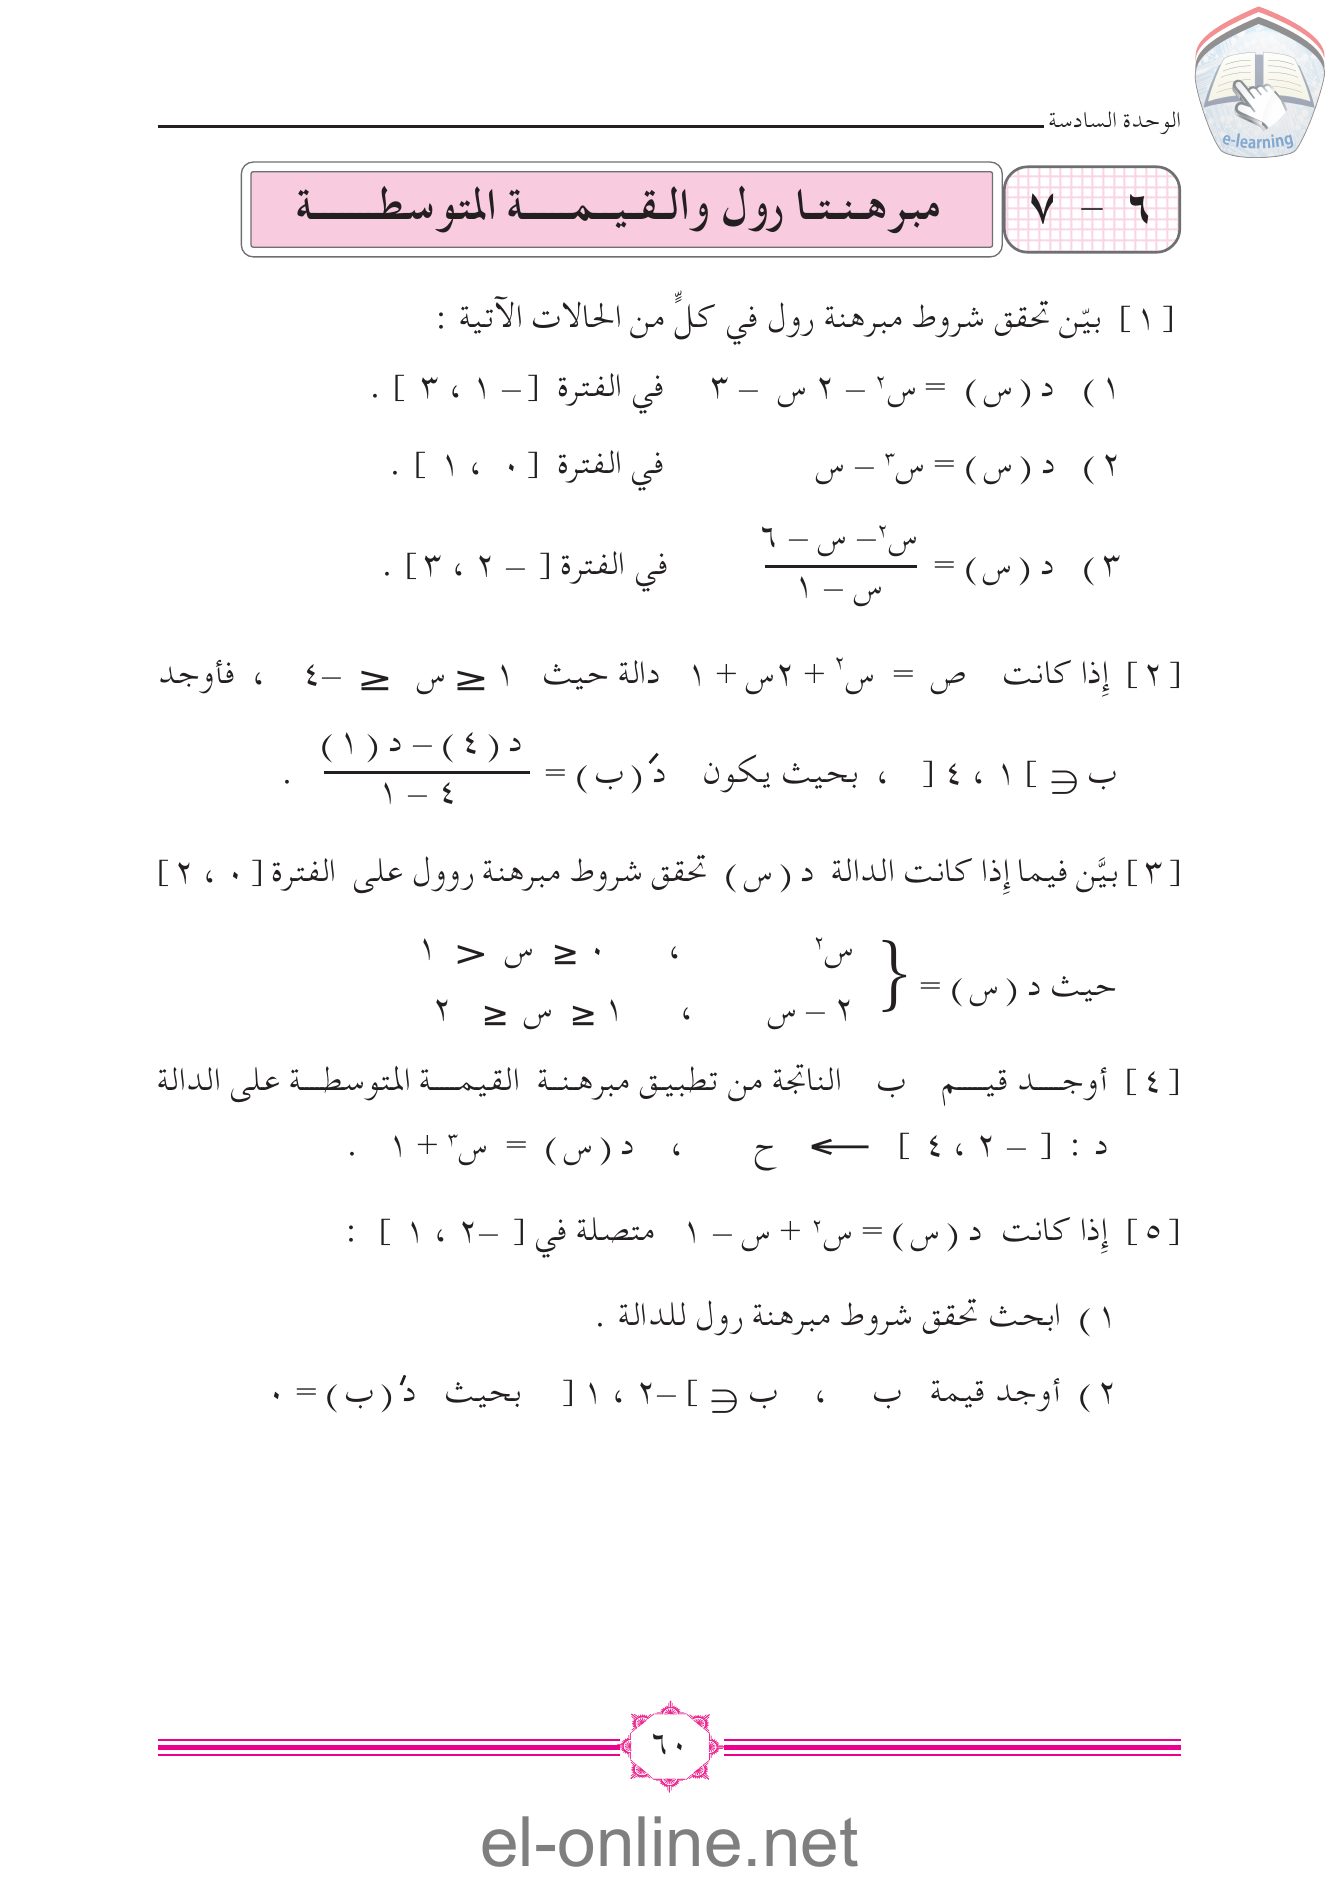 e-learning
الوحدة السادسة
٦ – ٧ مبرهنتا رول والقيمة المتوسطة
[ ١ ] بيّن تحقق شروط مبرهنة رول في كلٍّ من الحالات الآتية :
١ ) د ( س ) = س٢ – ٢ س – ٣ في الفترة [ – ١ ، ٣ ] .
٢ ) د ( س ) = س٣ – س في الفترة [ ٠ ، ١ ] .
٣ ) د ( س ) = (س٢ – س – ٦) / (س – ١) في الفترة [ – ٢ ، ٣ ] .
[ ٢ ] إذا كانت ص = س٢ + ٢س + ١ دالة حيث ١ ≤ س ≤ –٤ ، فأوجد
ب ∈ ] ١ ، ٤ [ ، بحيث يكون دَ ( ب ) = (د ( ٤ ) – د ( ١ )) / (٤ – ١) .
[ ٣ ] بيَّن فيما إذا كانت الدالة د ( س ) تحقق شروط مبرهنة روول على الفترة [ ٠ ، ٢ ]
س٢ ، ٠ ≤ س < ١
حيث د ( س ) = {
٢ – س ، ١ ≤ س ≤ ٢
[ ٤ ] أوجد قيم ب الناتجة من تطبيق مبرهنة القيمة المتوسطة على الدالة
د : [ – ٢ ، ٤ ] ← ح ، د ( س ) = س٣ + ١ .
[ ٥ ] إذا كانت د ( س ) = س٢ + س – ١ متصلة في [ –٢ ، ١ ] :
١ ) ابحث تحقق شروط مبرهنة رول للدالة .
٢ ) أوجد قيمة ب ، ب ∈ ] –٢ ، ١ [ بحيث دَ ( ب ) = ٠
٦٠
el-online.net